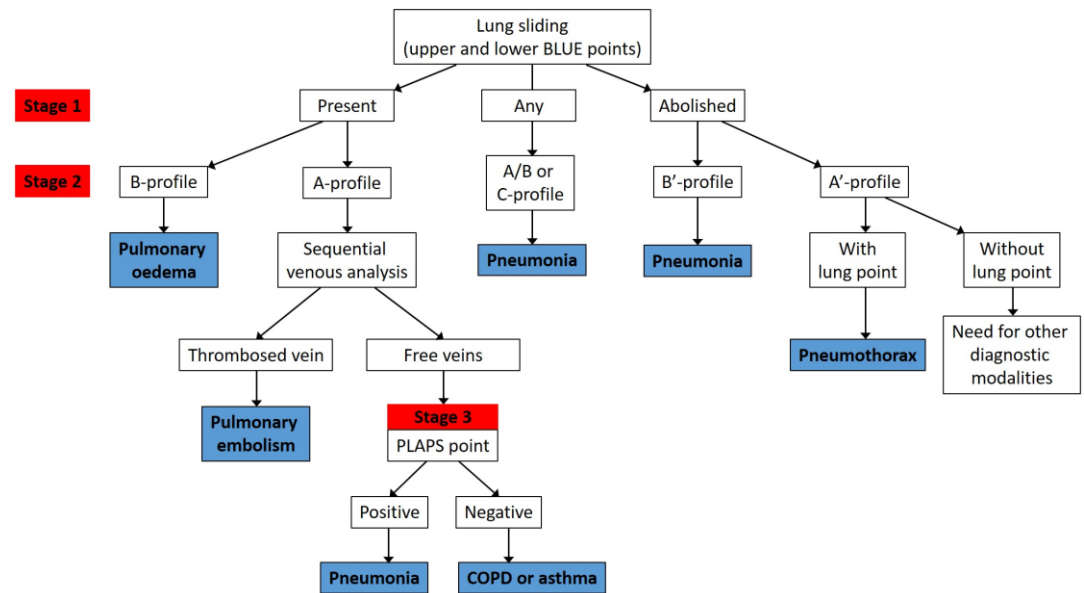 Lung sliding
(upper and lower BLUE points)
Stage 1
Present
Any
Abolished
Stage 2
B-profile
A-profile
A/B or
C-profile
B’-profile
A’-profile
Pulmonary
oedema
Sequential
venous analysis
Pneumonia
Pneumonia
With
lung point
Without
lung point
Thrombosed vein
Free veins
Pneumothorax
Need for other
diagnostic
modalities
Pulmonary
embolism
Stage 3
PLAPS point
Positive
Negative
Pneumonia
COPD or asthma